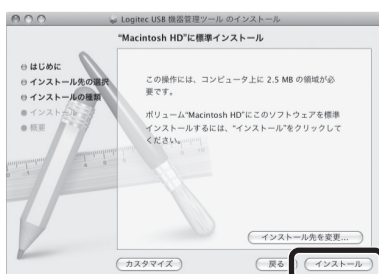 Logitec USB 機器管理ツール のインストール
"Macintosh HD"に標準インストール
はじめに
インストール先の選択
インストールの種類
インストール
概要
この操作には、コンピュータ上に 2.5 MB の領域が必
要です。
ボリューム"Macintosh HD"にこのソフトウェアを標準
インストールするには、"インストール"をクリックして
ください。
インストール先を変更...
カスタマイズ
戻る
インストール